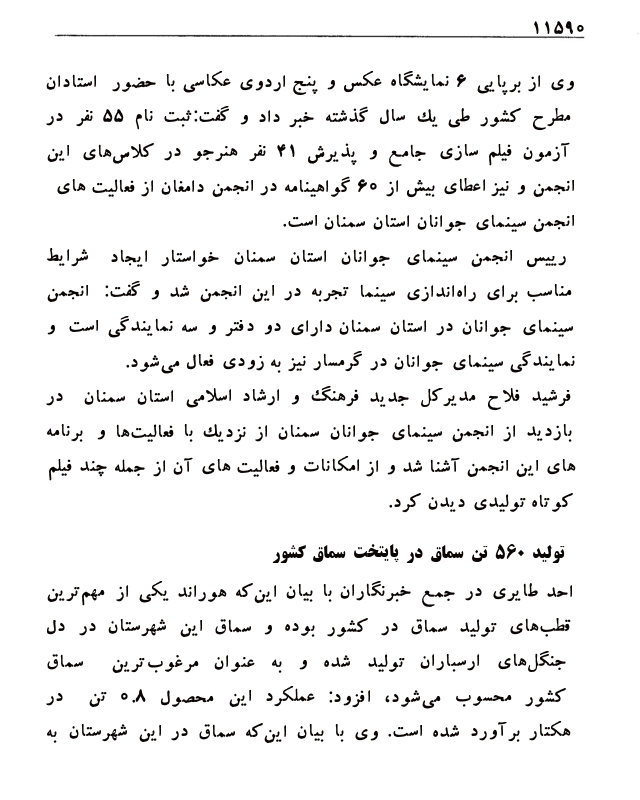 ۱۱۵۹۰
وی از برپایی ۶ نمایشگاه عکس و پنج اردوی عکاسی با حضور استادان
مطرح کشور طی یك سال گذشته خبر داد و گفت:ثبت نام ۵۵ نفر در
آزمون فیلم سازی جامع و پذیرش ۴۱ نفر هنرجو در کلاس‌های این
انجمن و نیز اعطای بیش از ۶۰ گواهینامه در انجمن دامغان از فعالیت های
انجمن سینمای جوانان استان سمنان است.
رییس انجمن سینمای جوانان استان سمنان خواستار ایجاد شرایط
مناسب برای راه‌اندازی سینما تجربه در این انجمن شد و گفت: انجمن
سینمای جوانان در استان سمنان دارای دو دفتر و سه نمایندگی است و
نمایندگی سینمای جوانان در گرمسار نیز به زودی فعال می‌شود.
فرشید فلاح مدیرکل جدید فرهنگ و ارشاد اسلامی استان سمنان در
بازدید از انجمن سینمای جوانان سمنان از نزدیك با فعالیت‌ها و برنامه
های این انجمن آشنا شد و از امکانات و فعالیت های آن از جمله چند فیلم
کوتاه تولیدی دیدن کرد.
تولید ۵۶۰ تن سماق در پایتخت سماق کشور
احد طایری در جمع خبرنگاران با بیان این‌که هوراند یکی از مهم‌ترین
قطب‌های تولید سماق در کشور بوده و سماق این شهرستان در دل
جنگل‌های ارسباران تولید شده و به عنوان مرغوب‌ترین سماق
کشور محسوب می‌شود، افزود: عملکرد این محصول ۰.۸ تن در
هکتار برآورد شده است. وی با بیان این‌که سماق در این شهرستان به